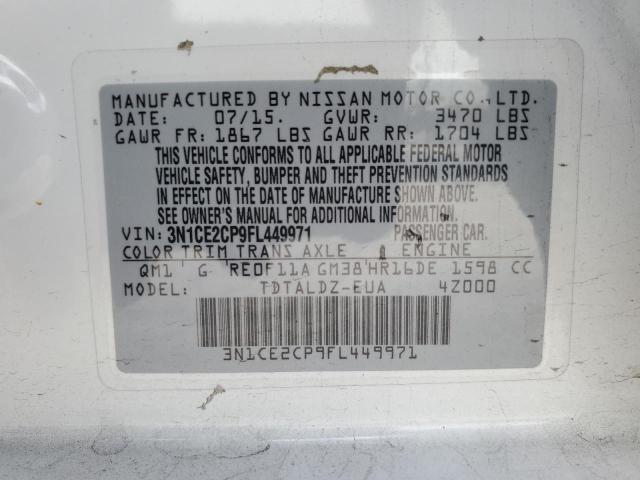 MANUFACTURED BY NISSAN MOTOR CO., LTD.
DATE: 07/15. GVWR: 3470 LBS
GAWR FR: 1867 LBS GAWR RR: 1704 LBS
THIS VEHICLE CONFORMS TO ALL APPLICABLE FEDERAL MOTOR
VEHICLE SAFETY, BUMPER AND THEFT PREVENTION STANDARDS
IN EFFECT ON THE DATE OF MANUFACTURE SHOWN ABOVE.
SEE OWNER'S MANUAL FOR ADDITIONAL INFORMATION.
VIN: 3N1CE2CP9FL449971 PASSENGER CAR.
COLOR TRIM TRANS AXLE ENGINE
QM1 G RE0F11A GM38 HR16DE 1598 CC
MODEL: TDTALDZ-EUA 4Z000
3N1CE2CP9FL449971